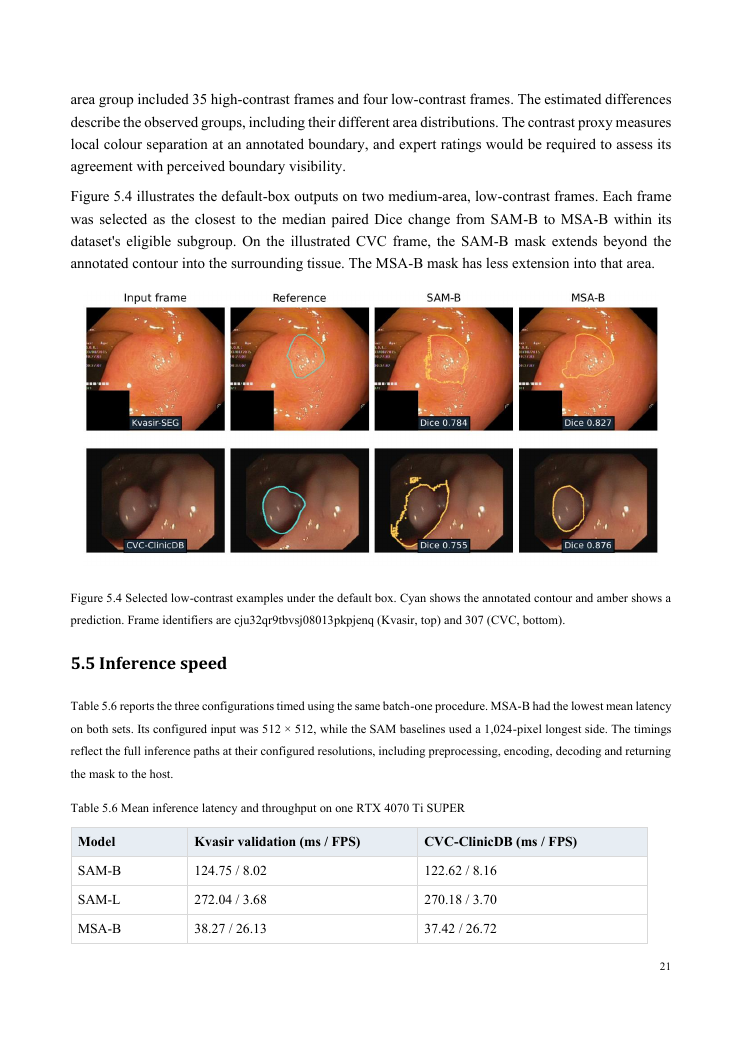 area group included 35 high-contrast frames and four low-contrast frames. The estimated differences
describe the observed groups, including their different area distributions. The contrast proxy measures
local colour separation at an annotated boundary, and expert ratings would be required to assess its
agreement with perceived boundary visibility.
Figure 5.4 illustrates the default-box outputs on two medium-area, low-contrast frames. Each frame
was selected as the closest to the median paired Dice change from SAM-B to MSA-B within its
dataset's eligible subgroup. On the illustrated CVC frame, the SAM-B mask extends beyond the
annotated contour into the surrounding tissue. The MSA-B mask has less extension into that area.
Input frame Reference SAM-B MSA-B
Kvasir-SEG Dice 0.784 Dice 0.827
CVC-ClinicDB Dice 0.755 Dice 0.876
Figure 5.4 Selected low-contrast examples under the default box. Cyan shows the annotated contour and amber shows a
prediction. Frame identifiers are cju32qr9tbvsj08013pkpjenq (Kvasir, top) and 307 (CVC, bottom).
5.5 Inference speed
Table 5.6 reports the three configurations timed using the same batch-one procedure. MSA-B had the lowest mean latency
on both sets. Its configured input was 512 × 512, while the SAM baselines used a 1,024-pixel longest side. The timings
reflect the full inference paths at their configured resolutions, including preprocessing, encoding, decoding and returning
the mask to the host.
Table 5.6 Mean inference latency and throughput on one RTX 4070 Ti SUPER
Model Kvasir validation (ms / FPS) CVC-ClinicDB (ms / FPS)
SAM-B 124.75 / 8.02 122.62 / 8.16
SAM-L 272.04 / 3.68 270.18 / 3.70
MSA-B 38.27 / 26.13 37.42 / 26.72
21